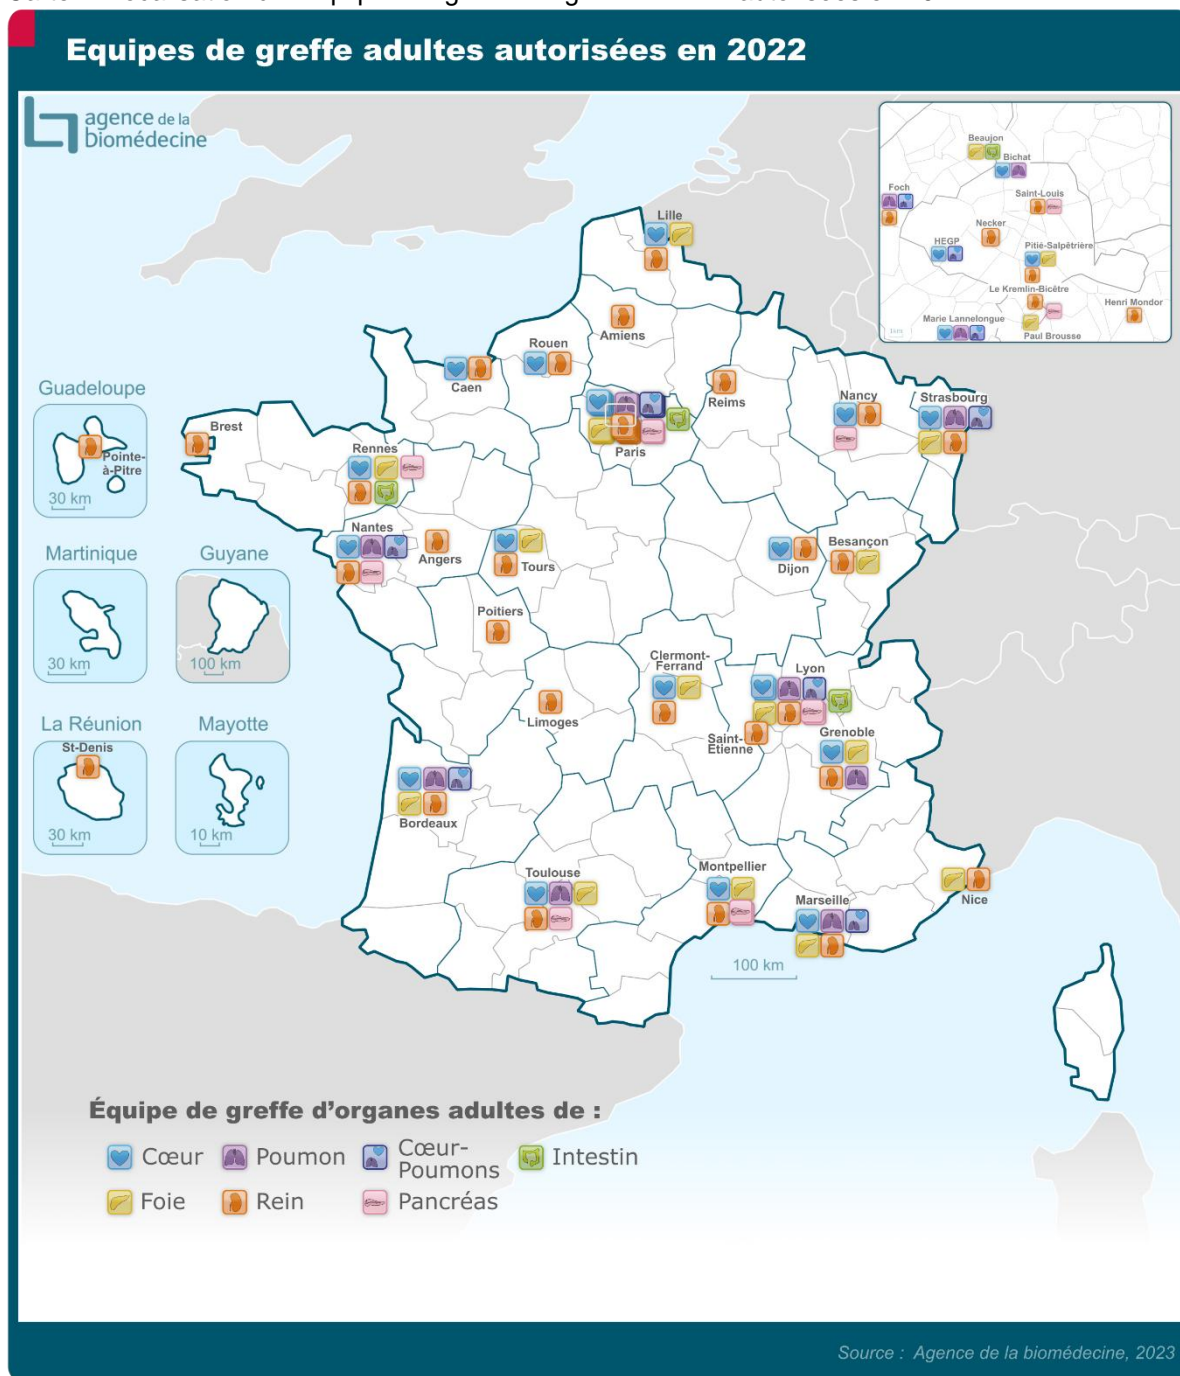 Equipes de greffe adultes autorisées en 2022
agence de la
biomédecine
Beaujon
Bichat
Foch
Saint-Louis
Necker
HEGP
Pitié-Salpêtrière
Le Kremlin-Bicêtre
Henri Mondor
Marie Lannelongue
Paul Brousse
Lille
Amiens
Rouen
Caen
Reims
Nancy
Strasbourg
Paris
Guadeloupe
Pointe-
à-Pitre
30 km
Brest
Rennes
Nantes
Angers
Tours
Dijon
Besançon
Martinique
30 km
Guyane
100 km
Poitiers
Clermont-
Ferrand
Lyon
Limoges
Saint-
Etienne
Grenoble
La Réunion
St-Denis
30 km
Mayotte
10 km
Bordeaux
Toulouse
Montpellier
Marseille
Nice
100 km
Équipe de greffe d'organes adultes de :
Cœur
Poumon
Cœur-
Poumons
Intestin
Foie
Rein
Pancréas
Source : Agence de la biomédecine, 2023